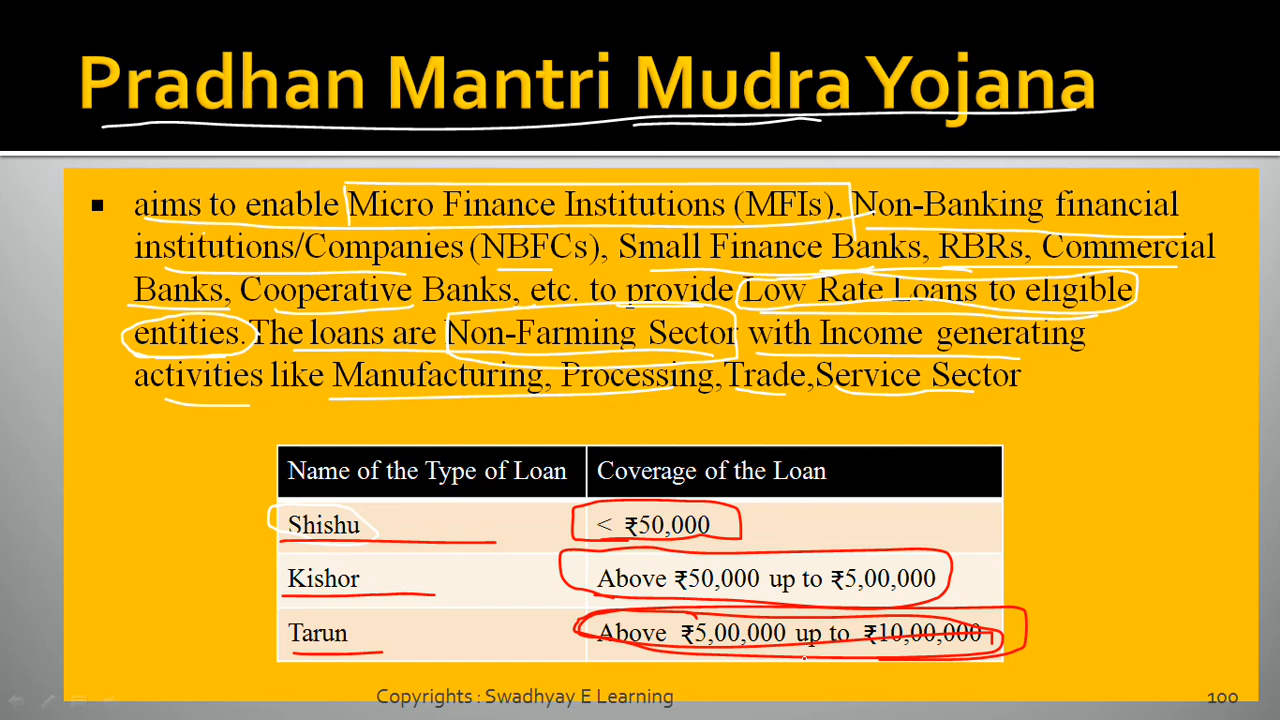 Pradhan Mantri Mudra Yojana
▪ aims to enable Micro Finance Institutions (MFIs), Non-Banking financial
institutions/Companies (NBFCs), Small Finance Banks, RBRs, Commercial
Banks, Cooperative Banks, etc. to provide Low Rate Loans to eligible
entities. The loans are Non-Farming Sector with Income generating
activities like Manufacturing, Processing,Trade,Service Sector
Name of the Type of Loan Coverage of the Loan
Shishu < ₹50,000
Kishor Above ₹50,000 up to ₹5,00,000
Tarun Above ₹5,00,000 up to ₹10,00,000
Copyrights : Swadhyay E Learning 100